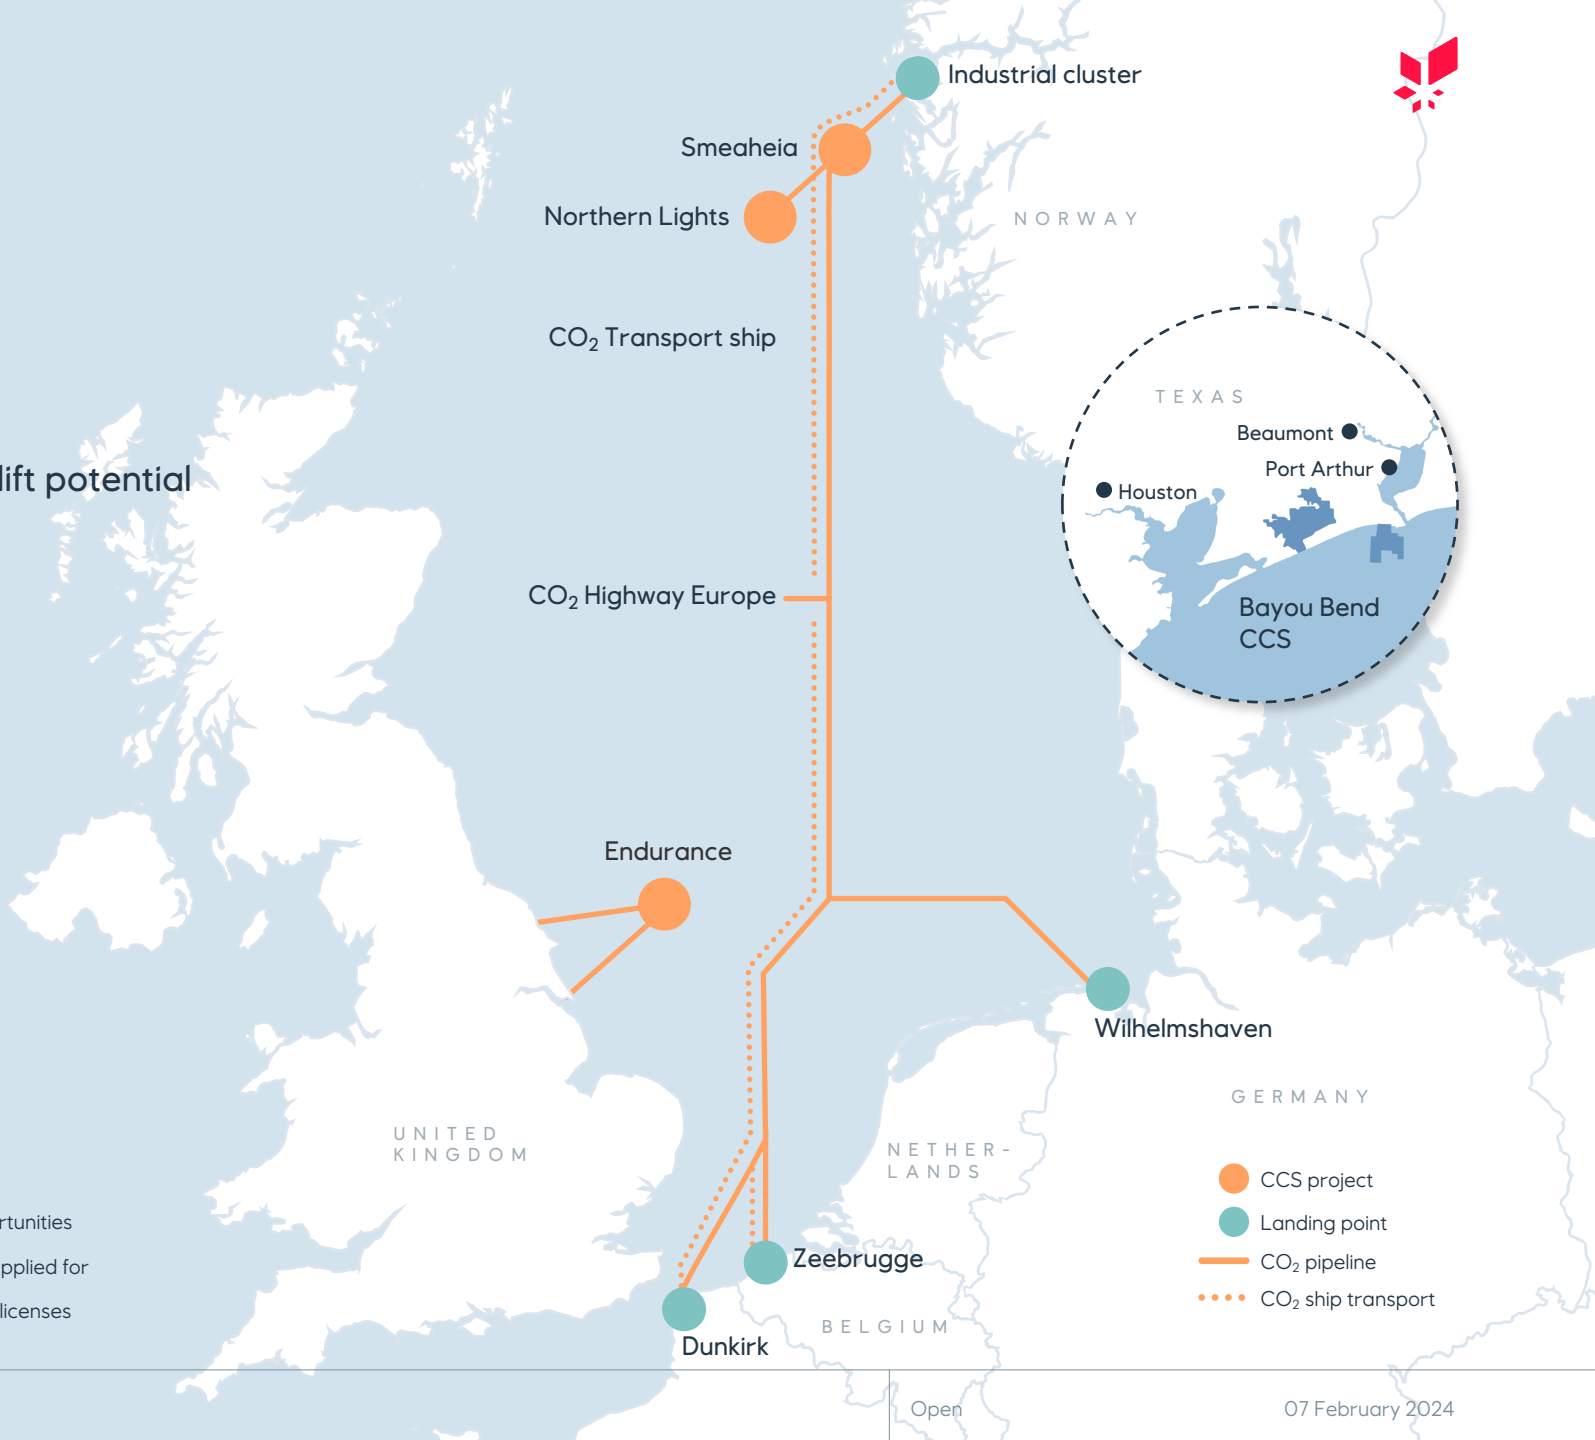 Industrial cluster
Smeaheia
Northern Lights
NORWAY
CO₂ Transport ship
TEXAS
Beaumont
Port Arthur
Houston
lift potential
CO₂ Highway Europe
Bayou Bend
CCS
Endurance
Wilhelmshaven
GERMANY
UNITED
KINGDOM
NETHER-
LANDS
CCS project
rtunities
Landing point
Zeebrugge
pplied for
CO₂ pipeline
licenses
CO₂ ship transport
BELGIUM
Dunkirk
Open
07 February 2024